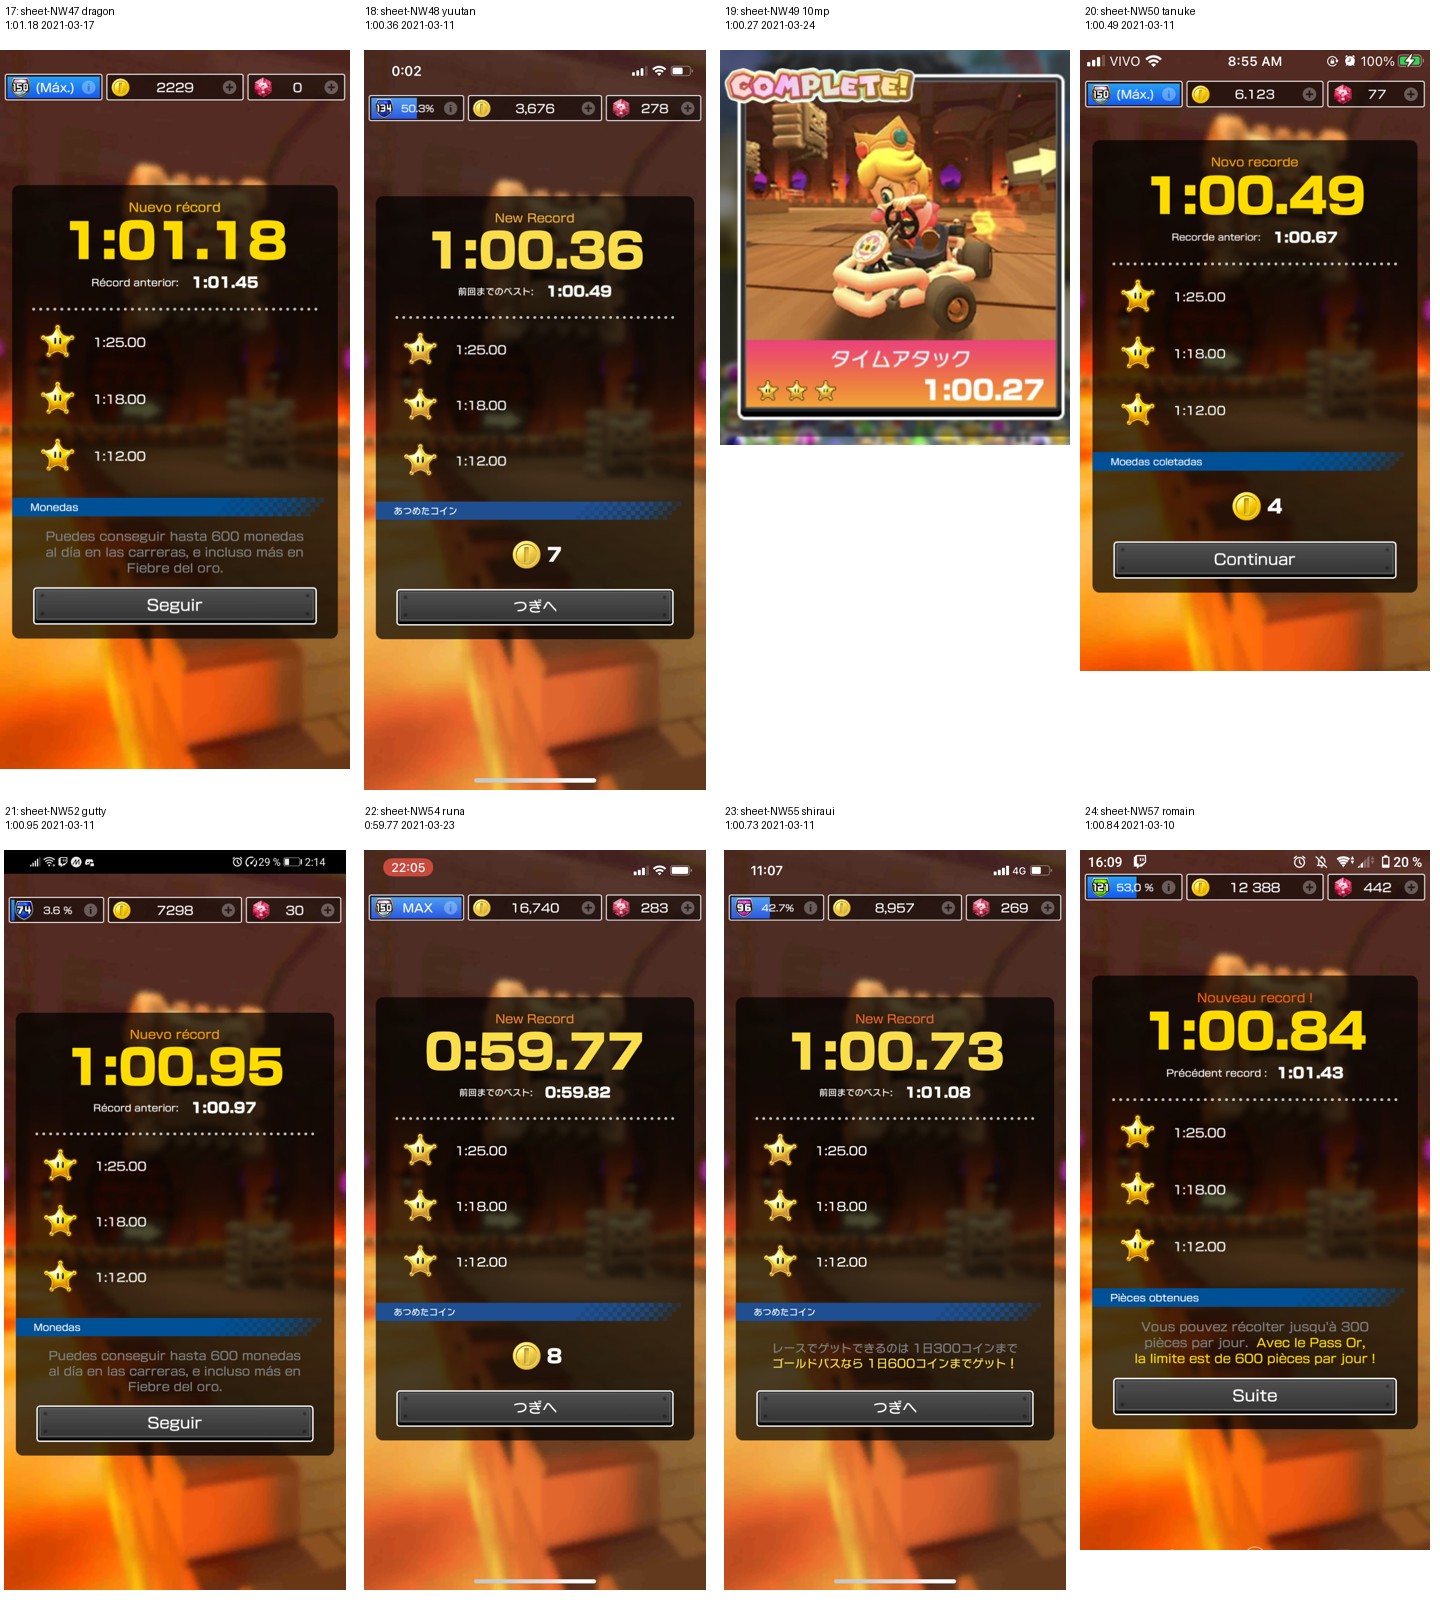 17: sheet-NW47 dragon
1:01.18 2021-03-17
150 (Máx.) 2229 0
Nuevo récord
1:01.18
Récord anterior: 1:01.45
1:25.00
1:18.00
1:12.00
Monedas
Puedes conseguir hasta 600 monedas
al día en las carreras, e incluso más en
Fiebre del oro.
Seguir
18: sheet-NW48 yuutan
1:00.36 2021-03-11
0:02
134 50.3% 3,676 278
New Record
1:00.36
前回までのベスト: 1:00.49
1:25.00
1:18.00
1:12.00
あつめたコイン
7
つぎへ
19: sheet-NW49 10mp
1:00.27 2021-03-24
COMPLETE!
タイムアタック
1:00.27
20: sheet-NW50 tanuke
1:00.49 2021-03-11
VIVO 8:55 AM 100%
150 (Máx.) 6.123 77
Novo recorde
1:00.49
Recorde anterior: 1:00.67
1:25.00
1:18.00
1:12.00
Moedas coletadas
4
Continuar
21: sheet-NW52 gutty
1:00.95 2021-03-11
29 % 2:14
74 3.6 % 7298 30
Nuevo récord
1:00.95
Récord anterior: 1:00.97
1:25.00
1:18.00
1:12.00
Monedas
Puedes conseguir hasta 600 monedas
al día en las carreras, e incluso más en
Fiebre del oro.
Seguir
22: sheet-NW54 runa
0:59.77 2021-03-23
22:05
150 MAX 16,740 283
New Record
0:59.77
前回までのベスト: 0:59.82
1:25.00
1:18.00
1:12.00
あつめたコイン
8
つぎへ
23: sheet-NW55 shiraui
1:00.73 2021-03-11
11:07 4G
96 42.7% 8,957 269
New Record
1:00.73
前回までのベスト: 1:01.08
1:25.00
1:18.00
1:12.00
あつめたコイン
レースでゲットできるのは 1日300コインまで
ゴールドパスなら 1日600コインまでゲット！
つぎへ
24: sheet-NW57 romain
1:00.84 2021-03-10
16:09 20 %
121 53,0 % 12 388 442
Nouveau record !
1:00.84
Précédent record : 1:01.43
1:25.00
1:18.00
1:12.00
Pièces obtenues
Vous pouvez récolter jusqu'à 300
pièces par jour. Avec le Pass Or,
la limite est de 600 pièces par jour !
Suite